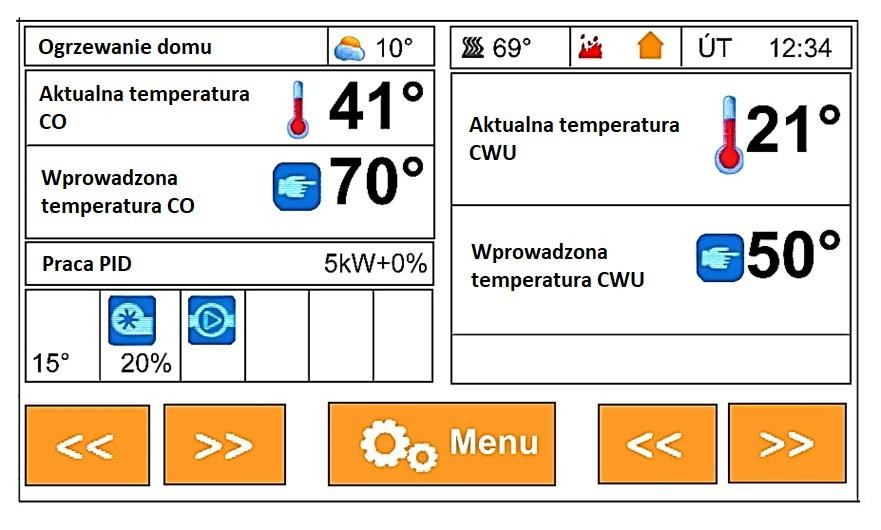 Ogrzewanie domu 10°
Aktualna temperatura
CO
41°
Wprowadzona
temperatura CO
70°
Praca PID 5kW+0%
15° 20%
69° ÚT 12:34
Aktualna temperatura
CWU
21°
Wprowadzona
temperatura CWU
50°
<< >> Menu << >>